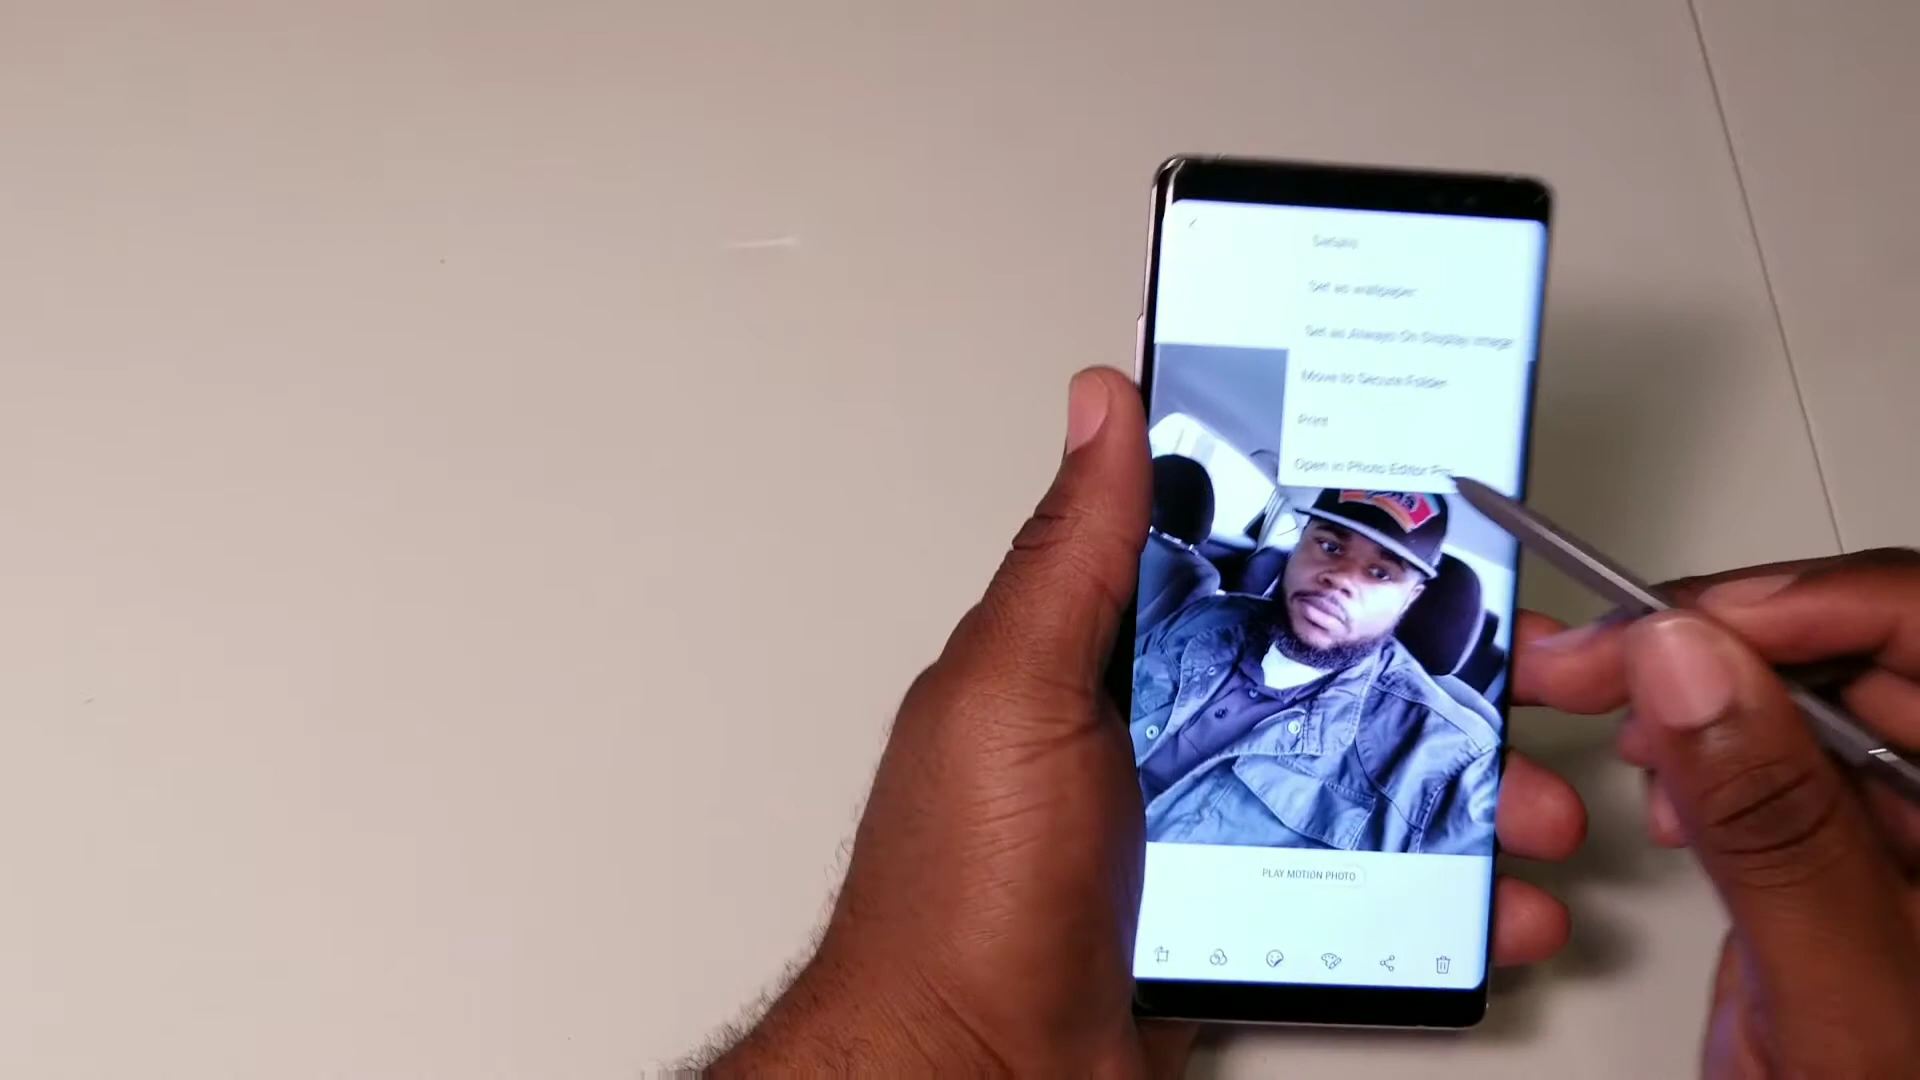 Details
Set as wallpaper
Set as Always On Display image
Move to Secure Folder
Print
Open in Photo Editor Pro
PLAY MOTION PHOTO